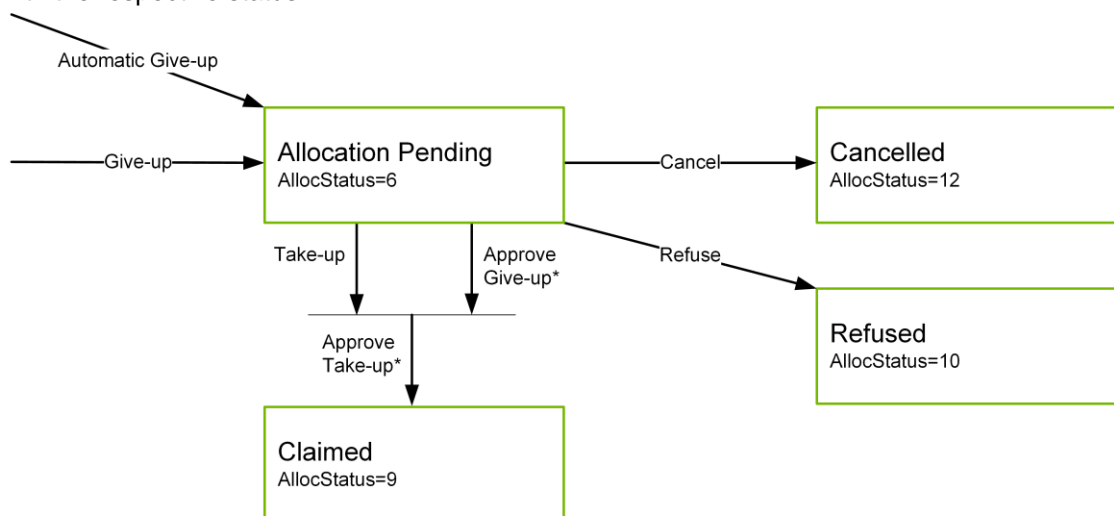 Automatic Give-up
Give-up
Allocation Pending
AllocStatus=6
Cancel
Cancelled
AllocStatus=12
Take-up
Approve
Give-up*
Refuse
Refused
AllocStatus=10
Approve
Take-up*
Claimed
AllocStatus=9